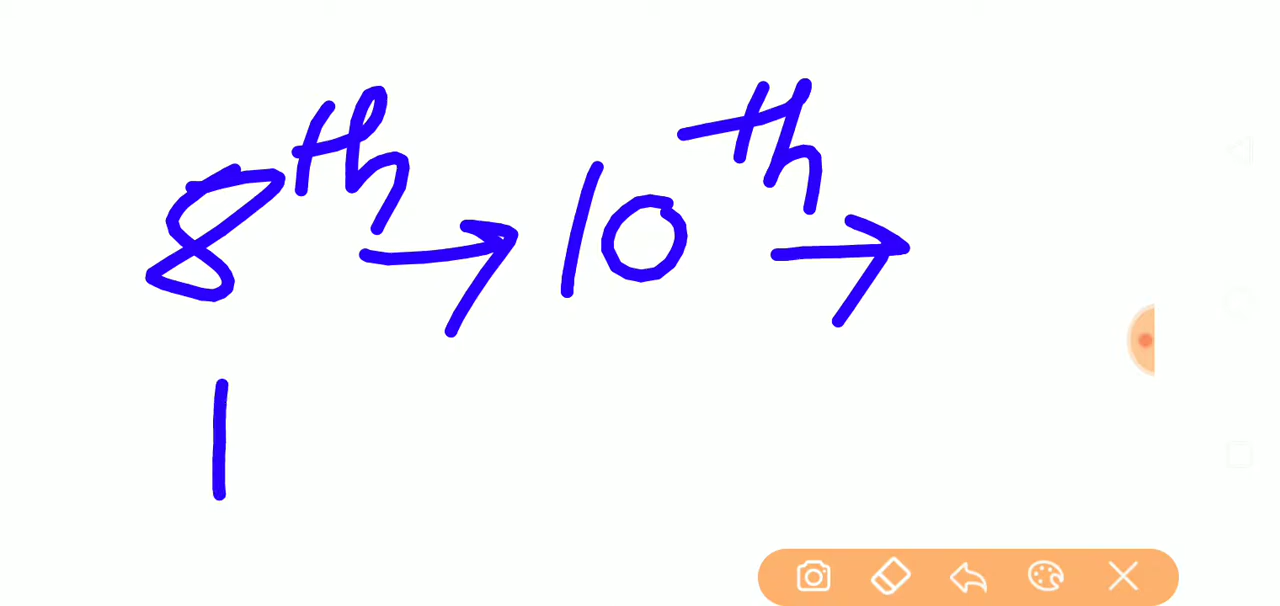 8th → 10th →
1